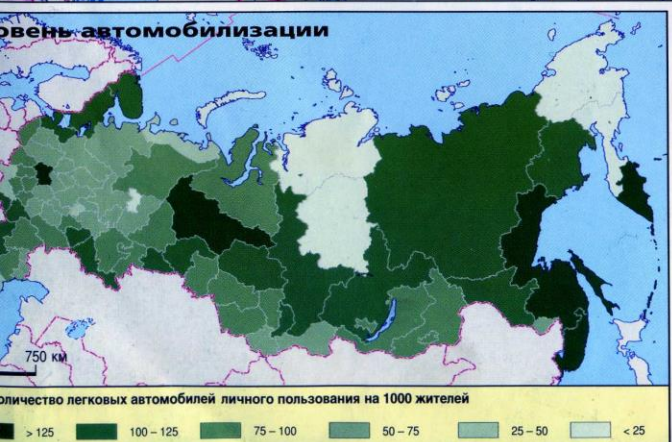 овень автомобилизации
750 км
оличество легковых автомобилей личного пользования на 1000 жителей
> 125
100 – 125
75 – 100
50 – 75
25 – 50
< 25